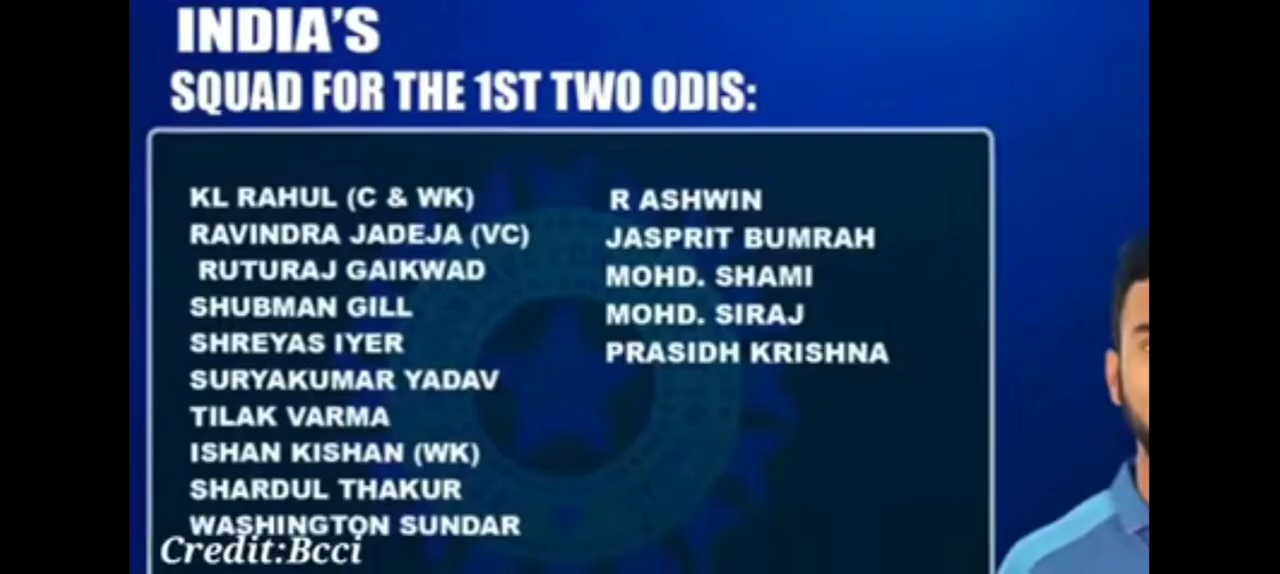 INDIA'S
SQUAD FOR THE 1ST TWO ODIS:
KL RAHUL (C & WK)
RAVINDRA JADEJA (VC)
RUTURAJ GAIKWAD
SHUBMAN GILL
SHREYAS IYER
SURYAKUMAR YADAV
TILAK VARMA
ISHAN KISHAN (WK)
SHARDUL THAKUR
WASHINGTON SUNDAR
R ASHWIN
JASPRIT BUMRAH
MOHD. SHAMI
MOHD. SIRAJ
PRASIDH KRISHNA
Credit:Bcci